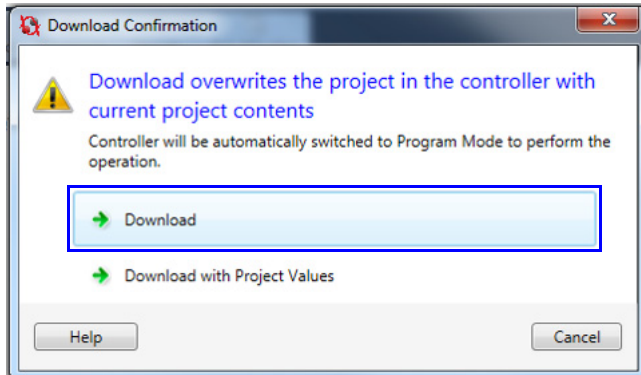 Download Confirmation
Download overwrites the project in the controller with
current project contents
Controller will be automatically switched to Program Mode to perform the
operation.
Download
Download with Project Values
Help
Cancel